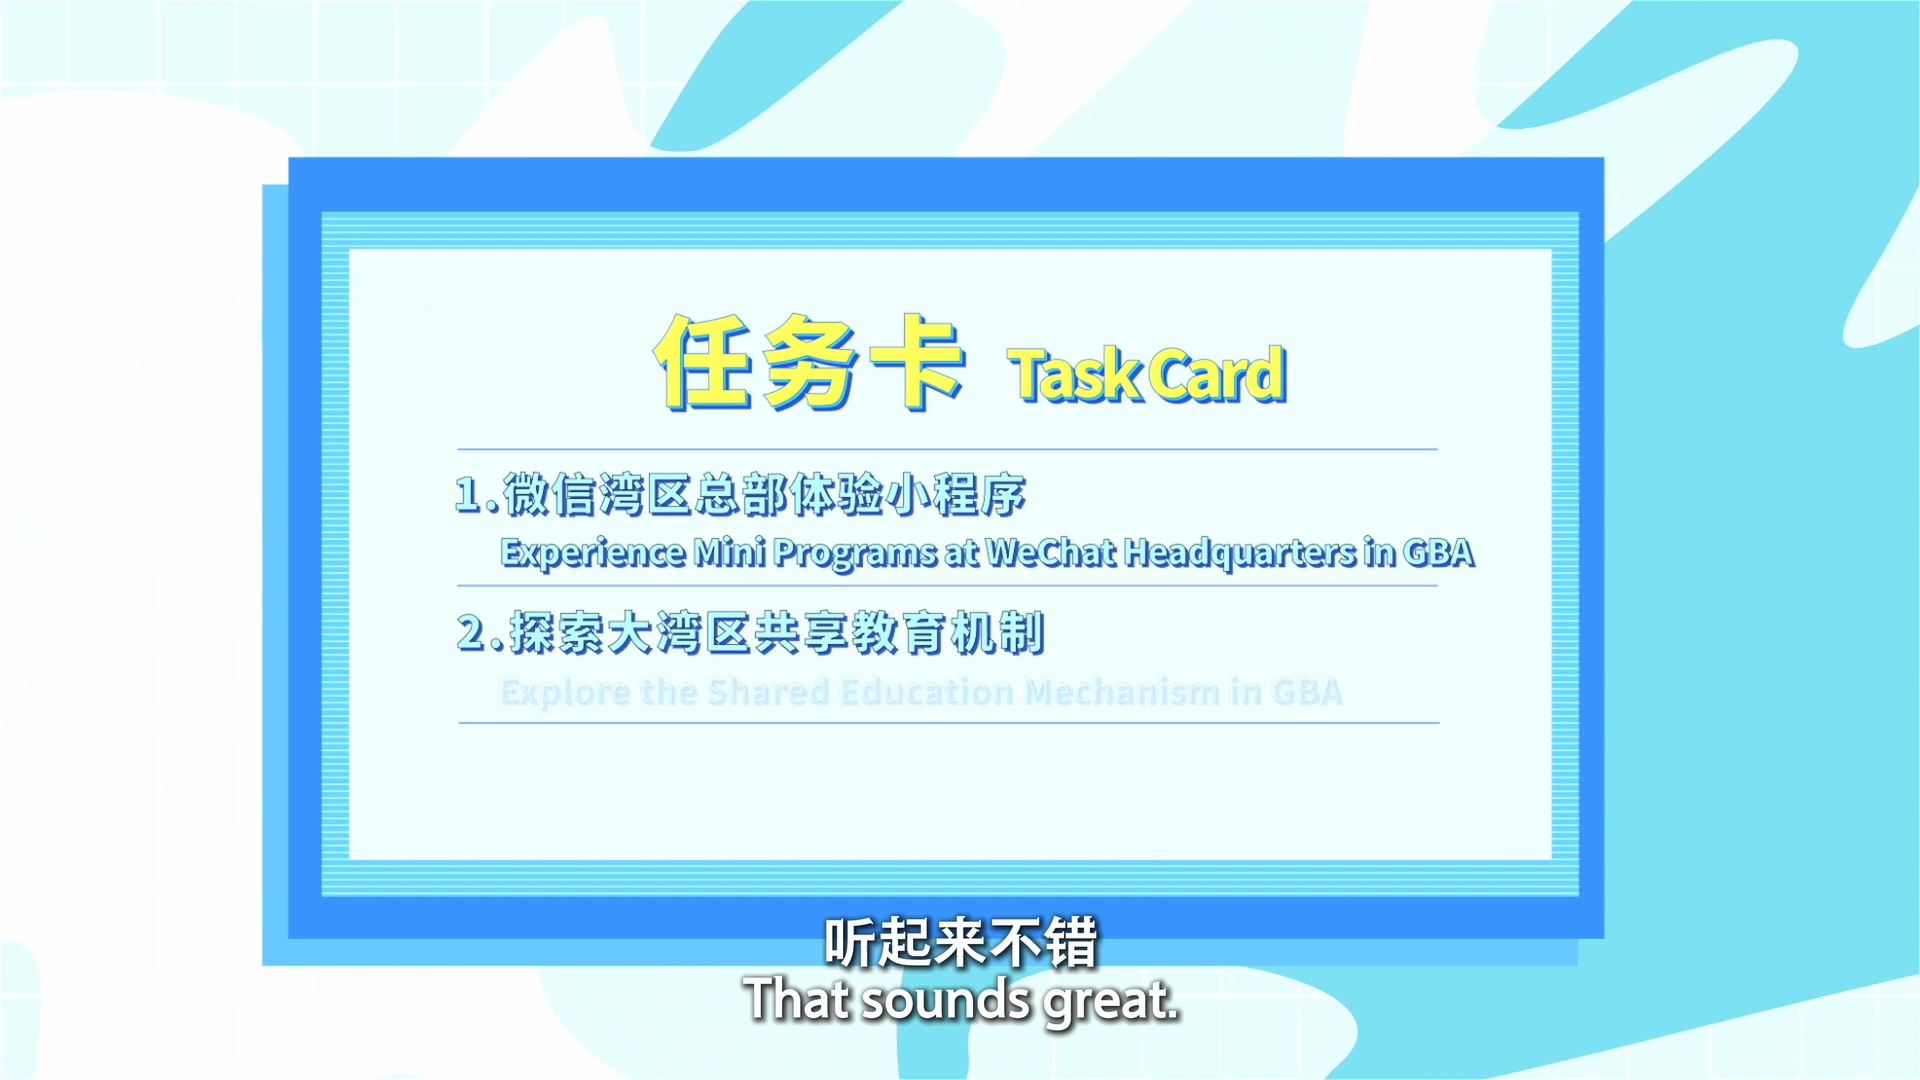 任务卡 Task Card
1.微信湾区总部体验小程序
Experience Mini Programs at WeChat Headquarters in GBA
2.探索大湾区共享教育机制
Explore the Shared Education Mechanism in GBA
听起来不错
That sounds great.